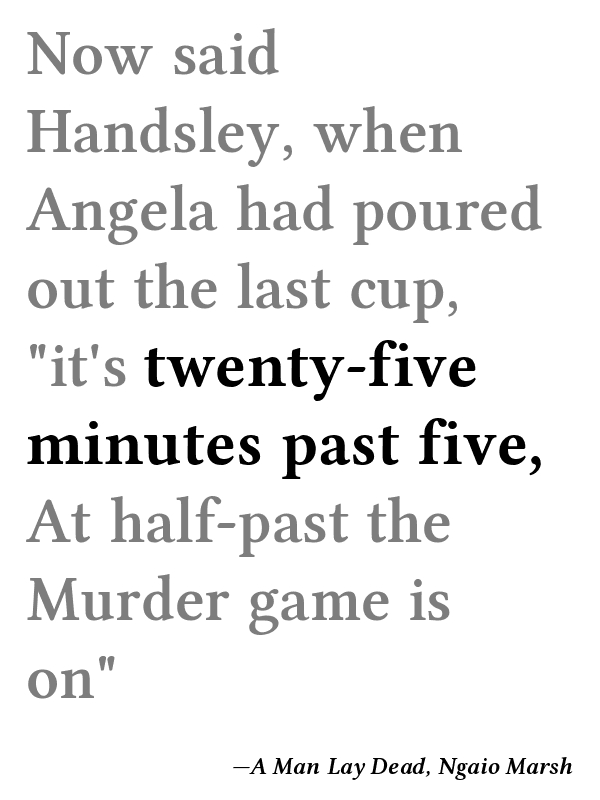 Now said
Handsley, when
Angela had poured
out the last cup,
"it's twenty-five
minutes past five,
At half-past the
Murder game is
on"
—A Man Lay Dead, Ngaio Marsh